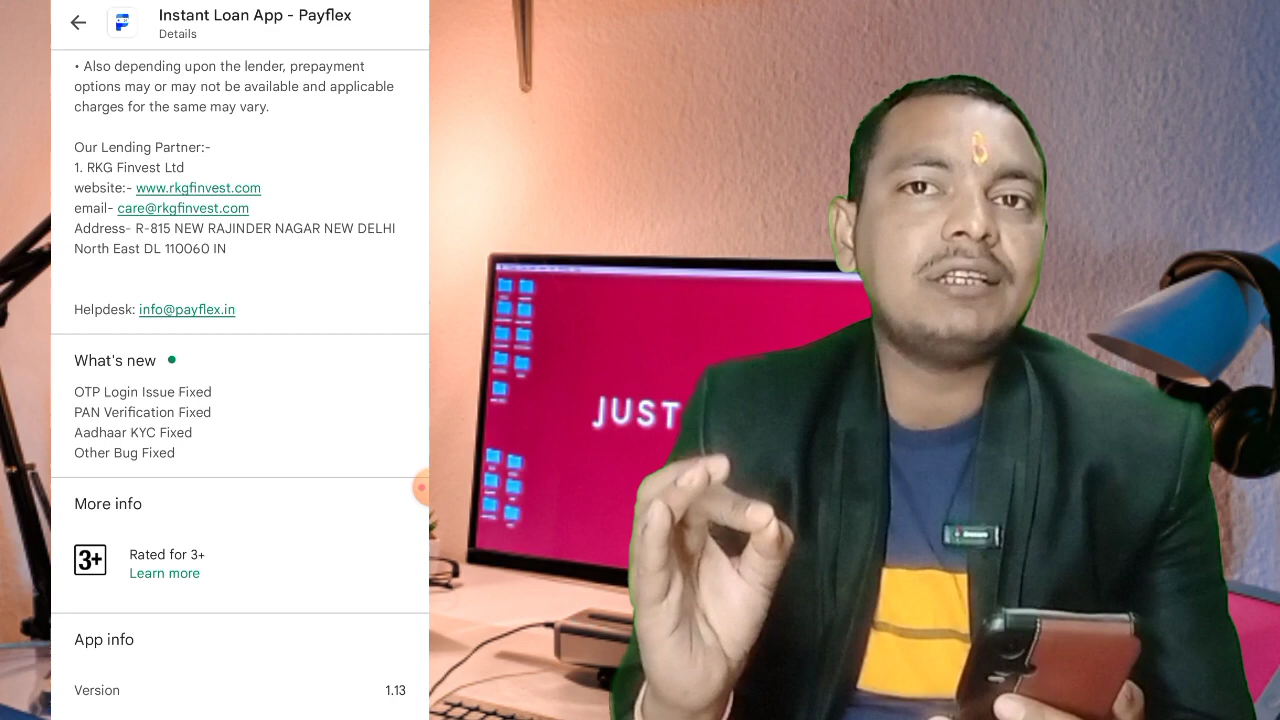 Instant Loan App - Payflex
Details
• Also depending upon the lender, prepayment
options may or may not be available and applicable
charges for the same may vary.
Our Lending Partner:-
1. RKG Finvest Ltd
website:- www.rkgfinvest.com
email- care@rkgfinvest.com
Address- R-815 NEW RAJINDER NAGAR NEW DELHI
North East DL 110060 IN
Helpdesk: info@payflex.in
What's new
OTP Login Issue Fixed
PAN Verification Fixed
Aadhaar KYC Fixed
Other Bug Fixed
More info
3+
Rated for 3+
Learn more
App info
Version 1.13
JUST